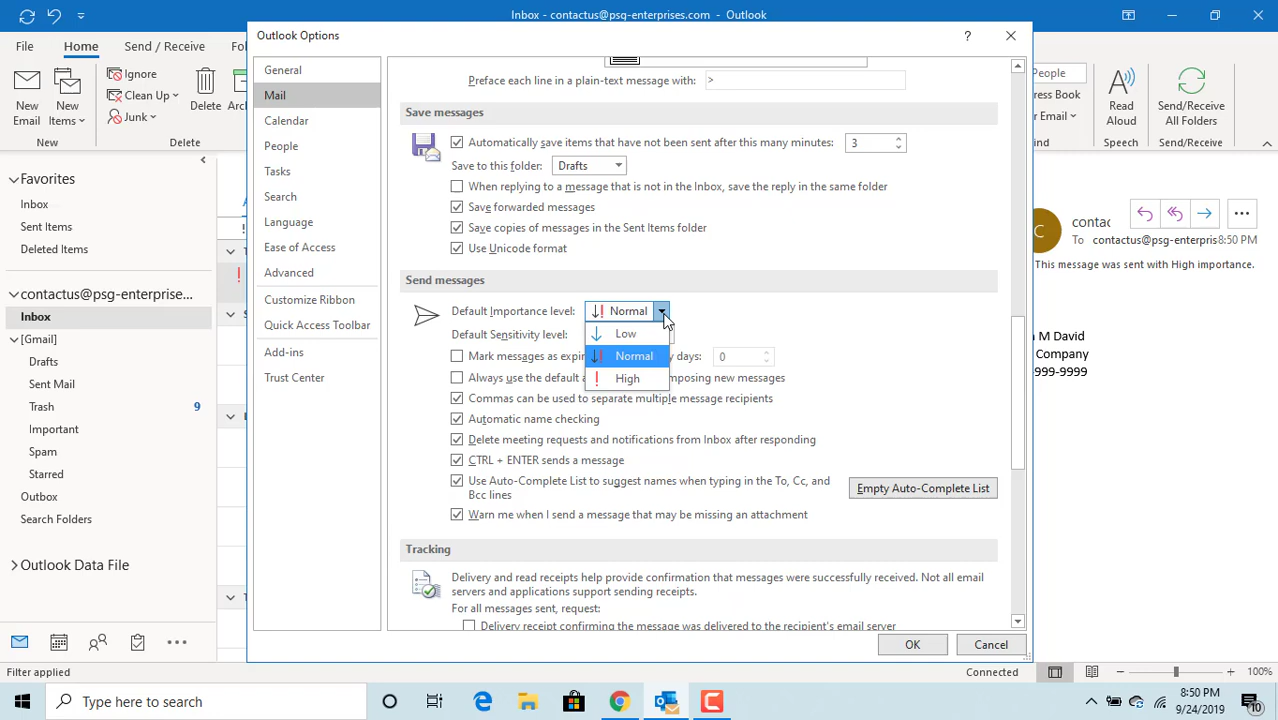 Inbox - contactus@psg-enterprises.com - Outlook
File Home Send / Receive Fol
New Email
New Items
New
Ignore
Clean Up
Junk
Delete
Arc
Delete
Favorites
Inbox
Sent Items
Deleted Items
contactus@psg-enterprise...
Inbox
[Gmail]
Drafts
Sent Mail
Trash 9
Important
Spam
Starred
Outbox
Search Folders
Outlook Data File
Filter applied
Outlook Options
General
Mail
Calendar
People
Tasks
Search
Language
Ease of Access
Advanced
Customize Ribbon
Quick Access Toolbar
Add-ins
Trust Center
Preface each line in a plain-text message with: >
Save messages
Automatically save items that have not been sent after this many minutes: 3
Save to this folder: Drafts
When replying to a message that is not in the Inbox, save the reply in the same folder
Save forwarded messages
Save copies of messages in the Sent Items folder
Use Unicode format
Send messages
Default Importance level: Normal
Low
Normal
High
Default Sensitivity level:
Mark messages as expi y days: 0
Always use the default a posing new messages
Commas can be used to separate multiple message recipients
Automatic name checking
Delete meeting requests and notifications from Inbox after responding
CTRL + ENTER sends a message
Use Auto-Complete List to suggest names when typing in the To, Cc, and
Bcc lines
Empty Auto-Complete List
Warn me when I send a message that may be missing an attachment
Tracking
Delivery and read receipts help provide confidence that messages were successfully received. Not all email
servers and applications support sending receipts.
For all messages sent, request:
Delivery receipt confirming the message was delivered to the recipient's email server
OK Cancel
People
ress Book
er Email
Read Aloud
Send/Receive All Folders
Send/Receive
C
contac
To contactus@psg-enterpris 8:50 PM
This message was sent with High importance.
n M David
Company
999-9999
Connected
100%
Type here to search
8:50 PM
9/24/2019
10